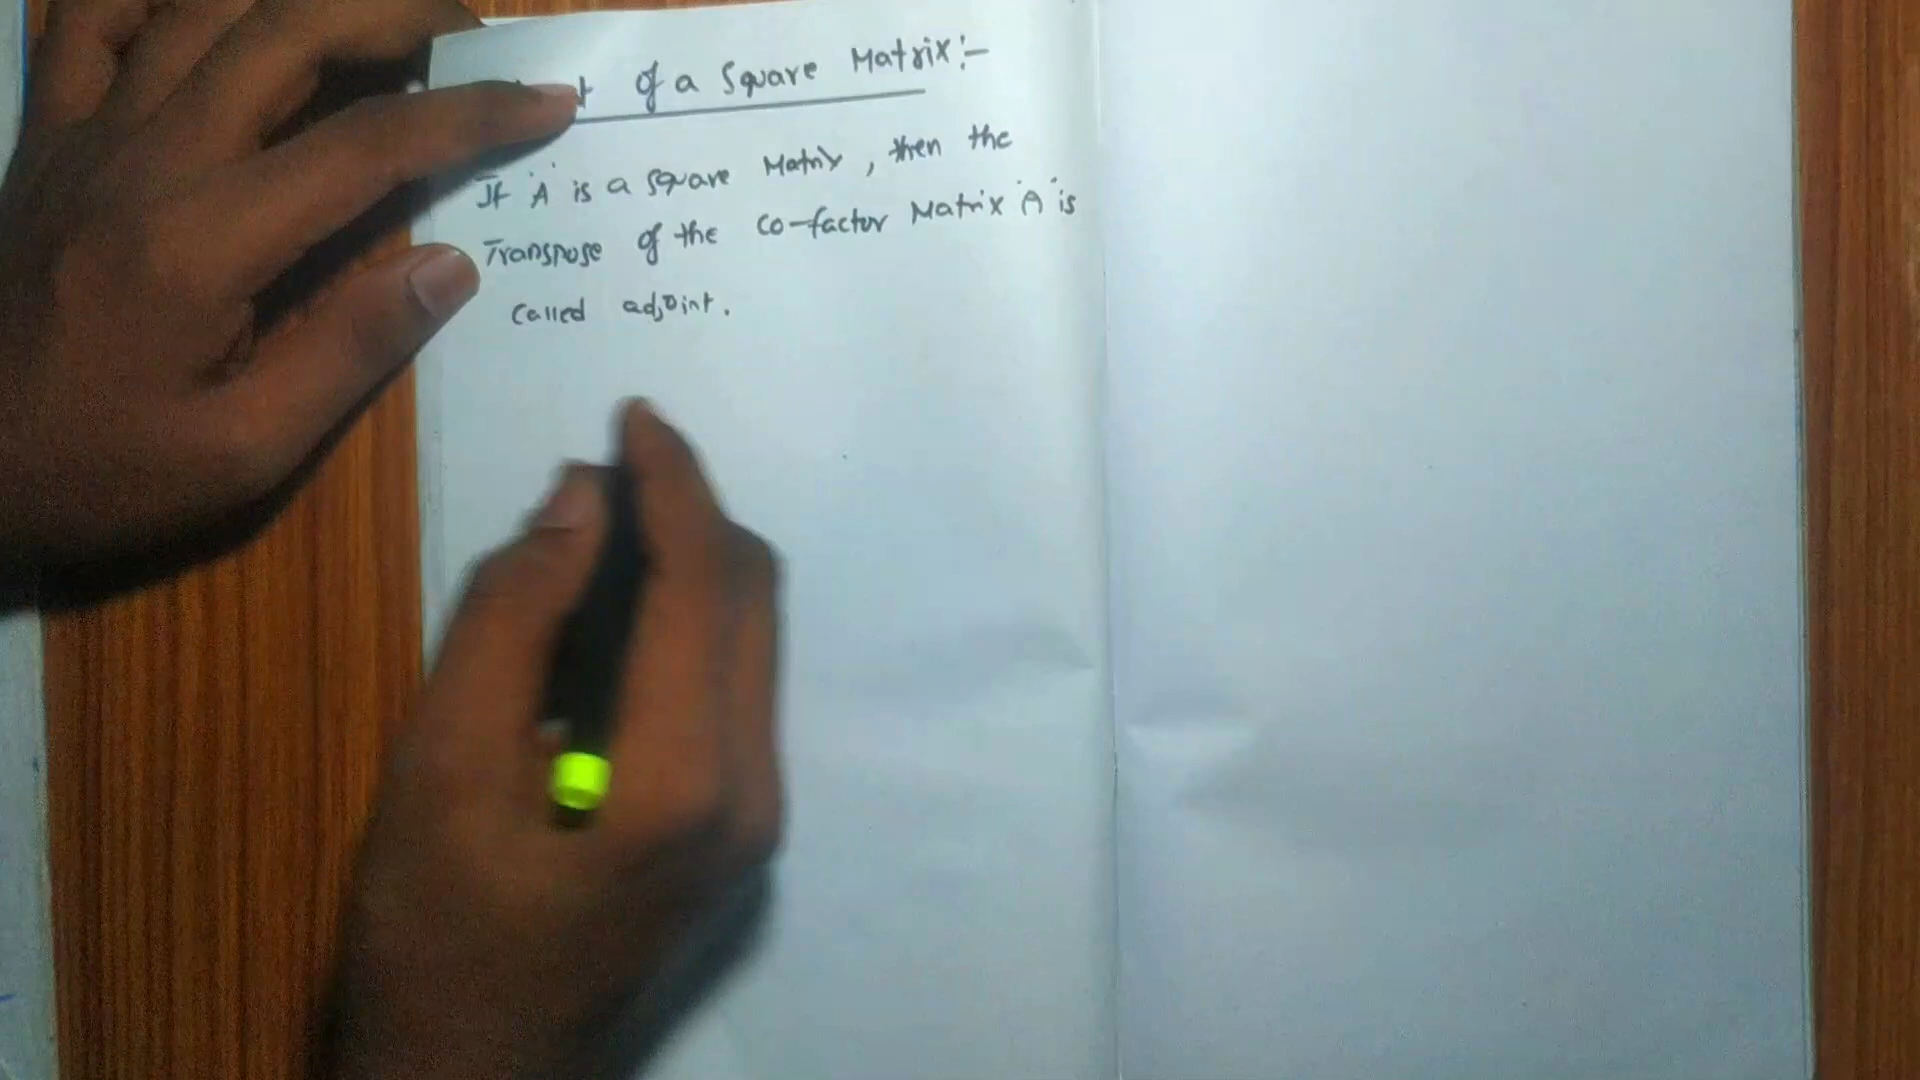 of a Square Matrix:-
If "A" is a square Matrix, then the
Transpose of the Co-factor Matrix "A" is
called adjoint.